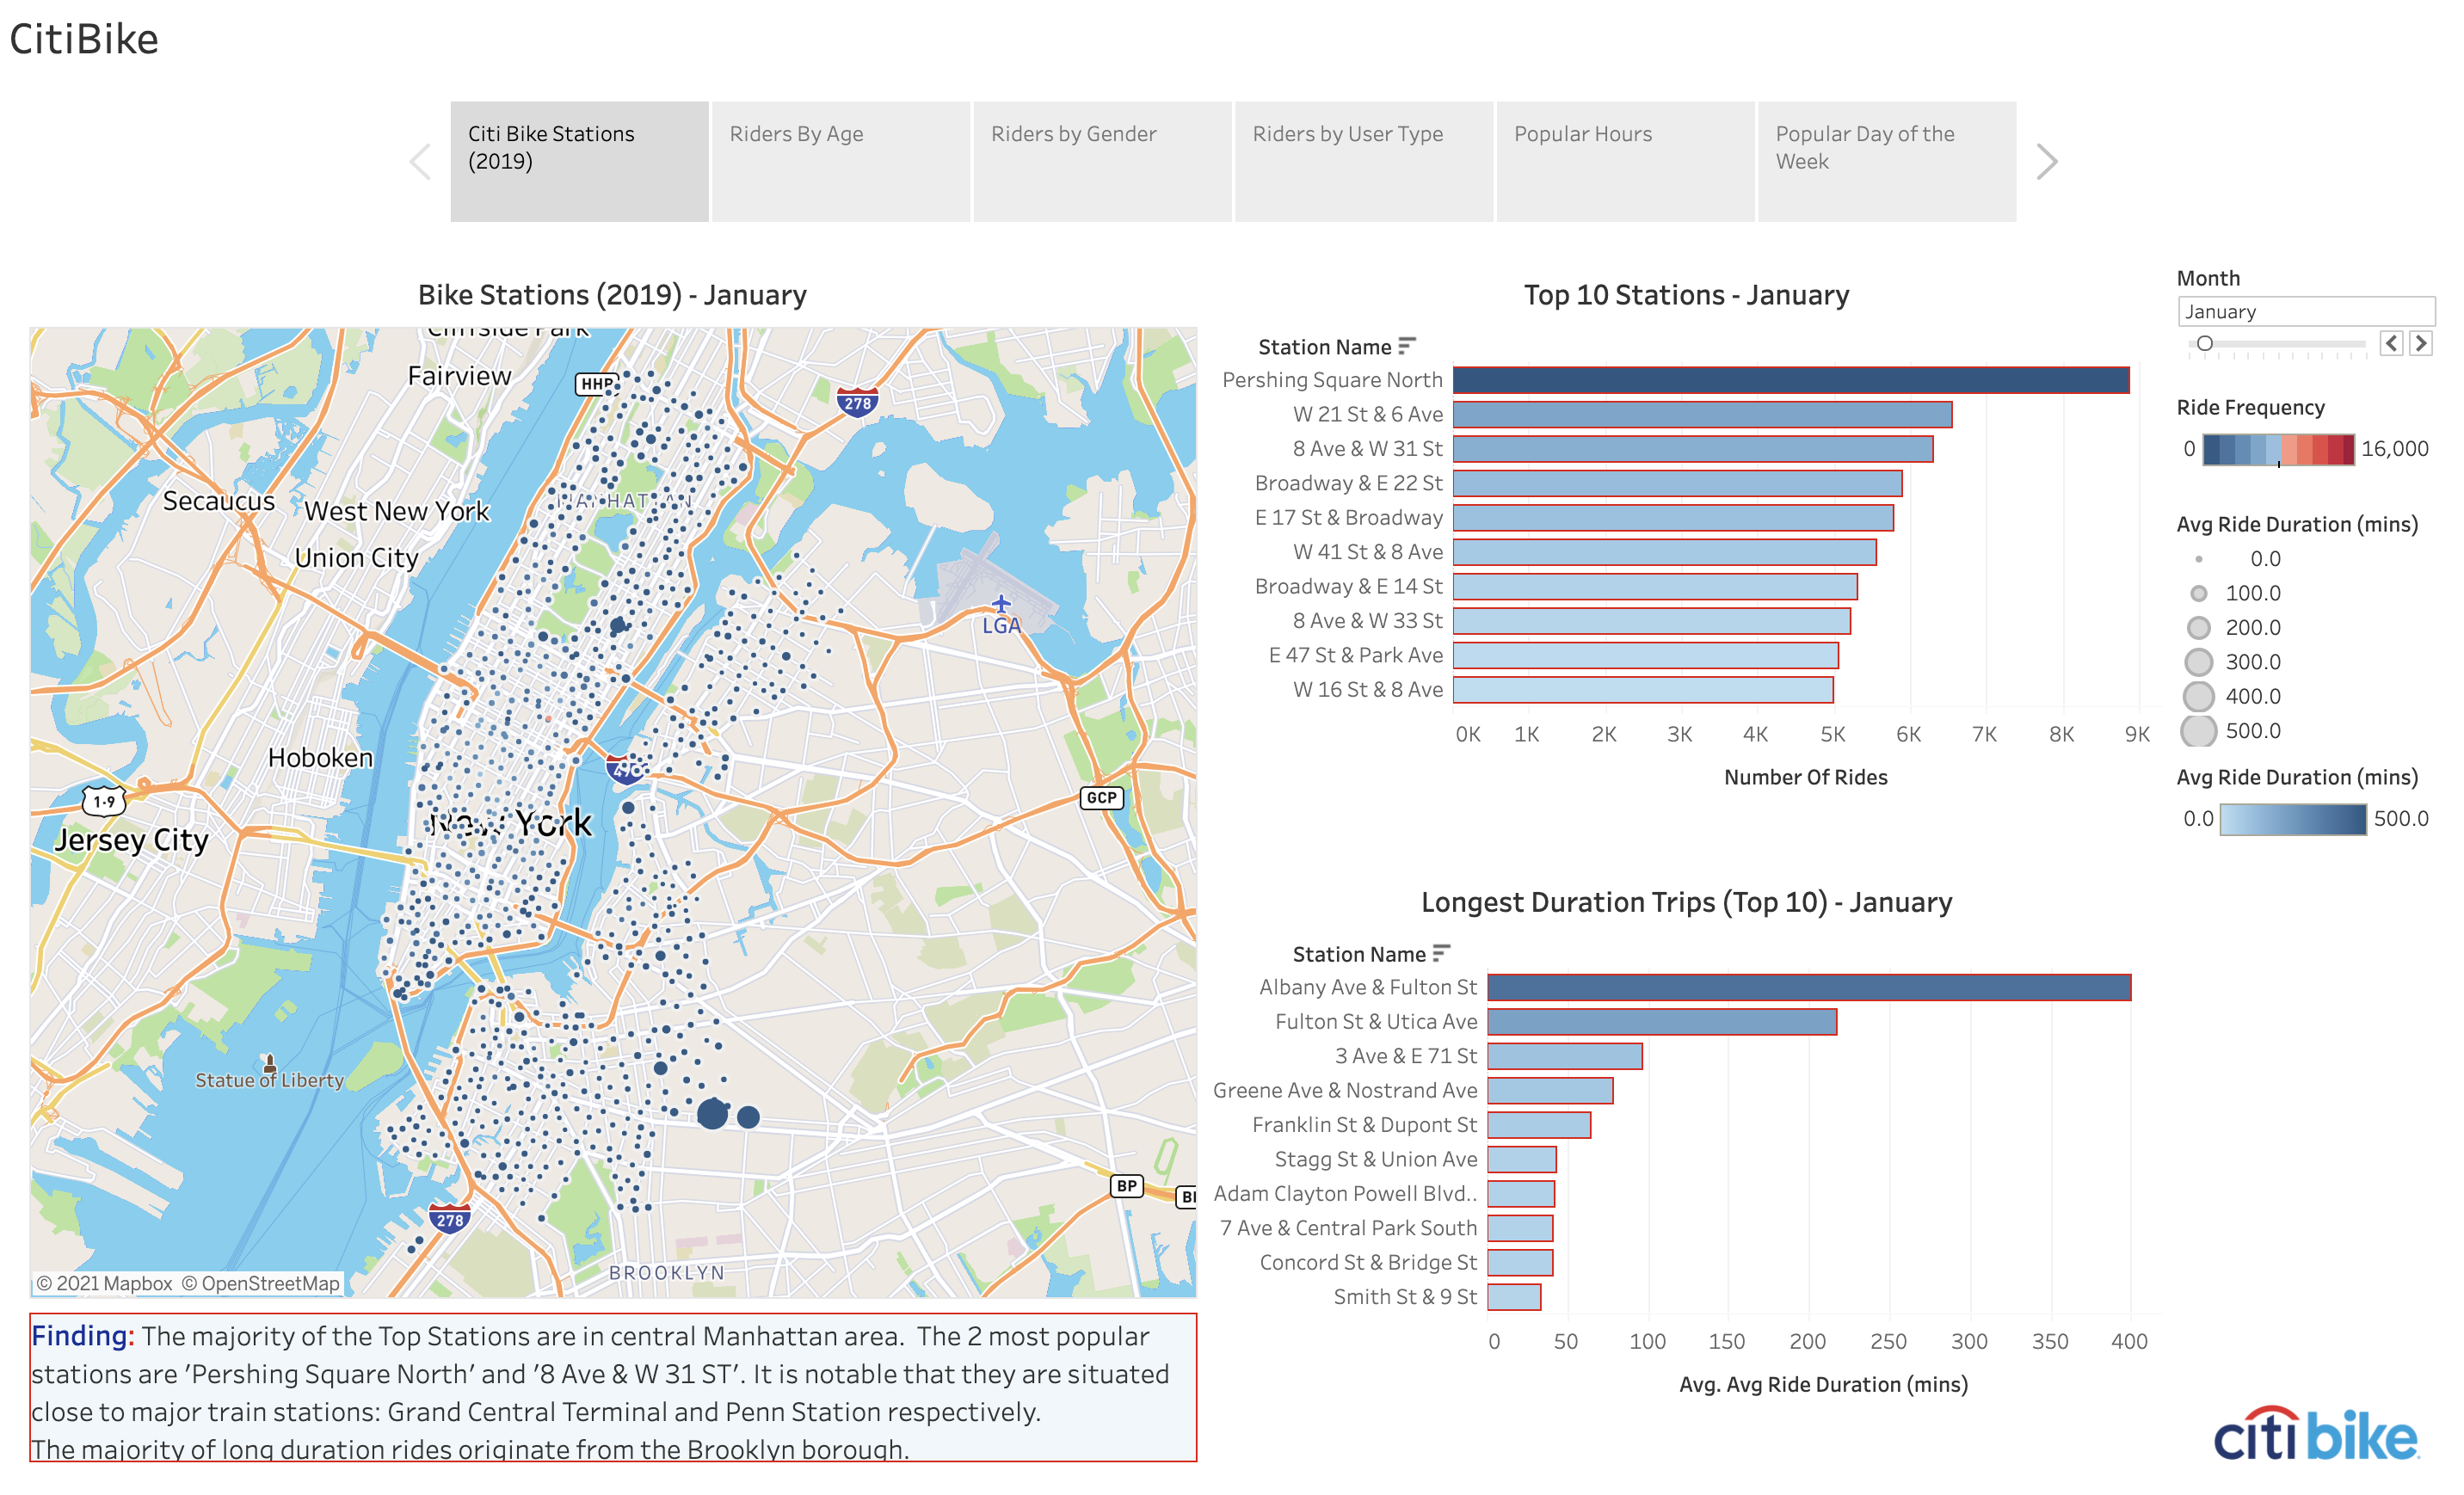 CitiBike
Citi Bike Stations
(2019)
Riders By Age
Riders by Gender
Riders by User Type
Popular Hours
Popular Day of the
Week
Bike Stations (2019) - January
Cliffside Park
Fairview
HHP
278
Secaucus
West New York
MANHATTAN
Union City
LGA
Hoboken
495
1·9
GCP
New York
Jersey City
Statue of Liberty
BP
278
BROOKLYN
© 2021 Mapbox © OpenStreetMap
Finding: The majority of the Top Stations are in central Manhattan area. The 2 most popular
stations are ’Pershing Square North’ and ’8 Ave & W 31 ST’. It is notable that they are situated
close to major train stations: Grand Central Terminal and Penn Station respectively.
The majority of long duration rides originate from the Brooklyn borough.
Top 10 Stations - January
Station Name
Pershing Square North
W 21 St & 6 Ave
8 Ave & W 31 St
Broadway & E 22 St
E 17 St & Broadway
W 41 St & 8 Ave
Broadway & E 14 St
8 Ave & W 33 St
E 47 St & Park Ave
W 16 St & 8 Ave
0K 1K 2K 3K 4K 5K 6K 7K 8K 9K
Number Of Rides
Longest Duration Trips (Top 10) - January
Station Name
Albany Ave & Fulton St
Fulton St & Utica Ave
3 Ave & E 71 St
Greene Ave & Nostrand Ave
Franklin St & Dupont St
Stagg St & Union Ave
Adam Clayton Powell Blvd..
7 Ave & Central Park South
Concord St & Bridge St
Smith St & 9 St
0 50 100 150 200 250 300 350 400
Avg. Avg Ride Duration (mins)
Month
January
Ride Frequency
0 16,000
Avg Ride Duration (mins)
0.0
100.0
200.0
300.0
400.0
500.0
Avg Ride Duration (mins)
0.0 500.0
citi bike